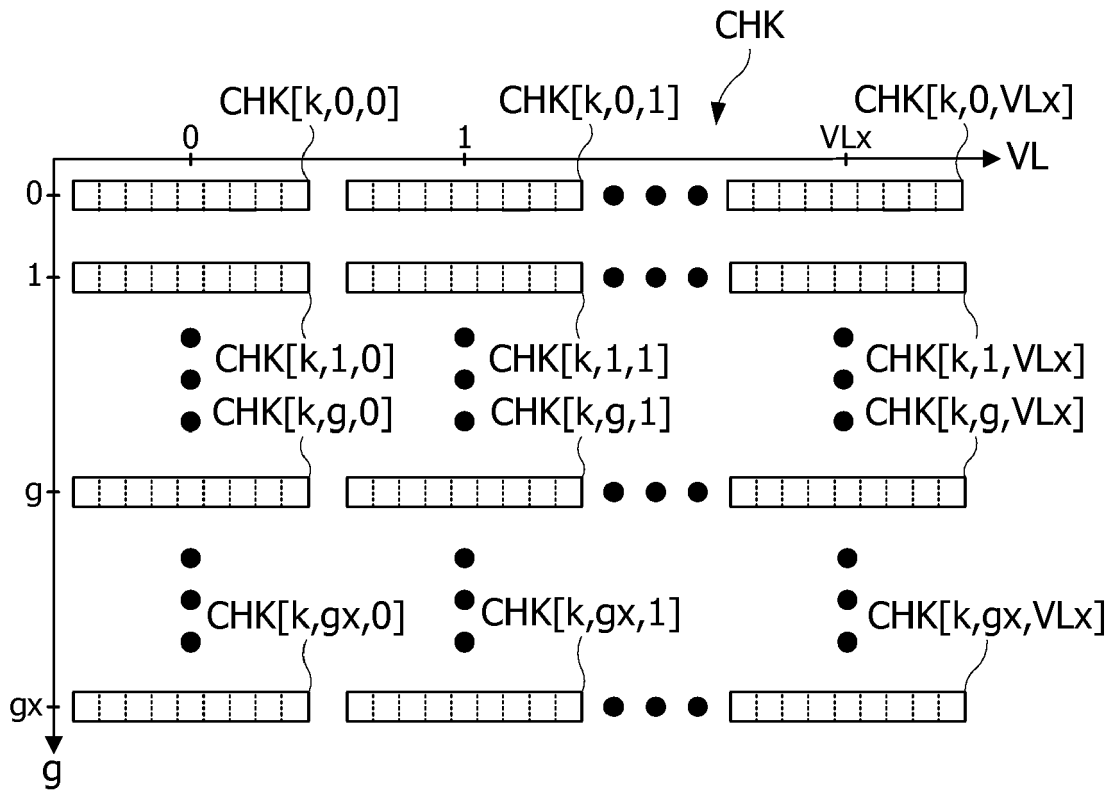 CHK
CHK[k,0,0]
CHK[k,0,1]
CHK[k,0,VLx]
0
1
VLx
VL
0
1
CHK[k,1,0]
CHK[k,1,1]
CHK[k,1,VLx]
CHK[k,g,0]
CHK[k,g,1]
CHK[k,g,VLx]
g
CHK[k,gx,0]
CHK[k,gx,1]
CHK[k,gx,VLx]
gx
g